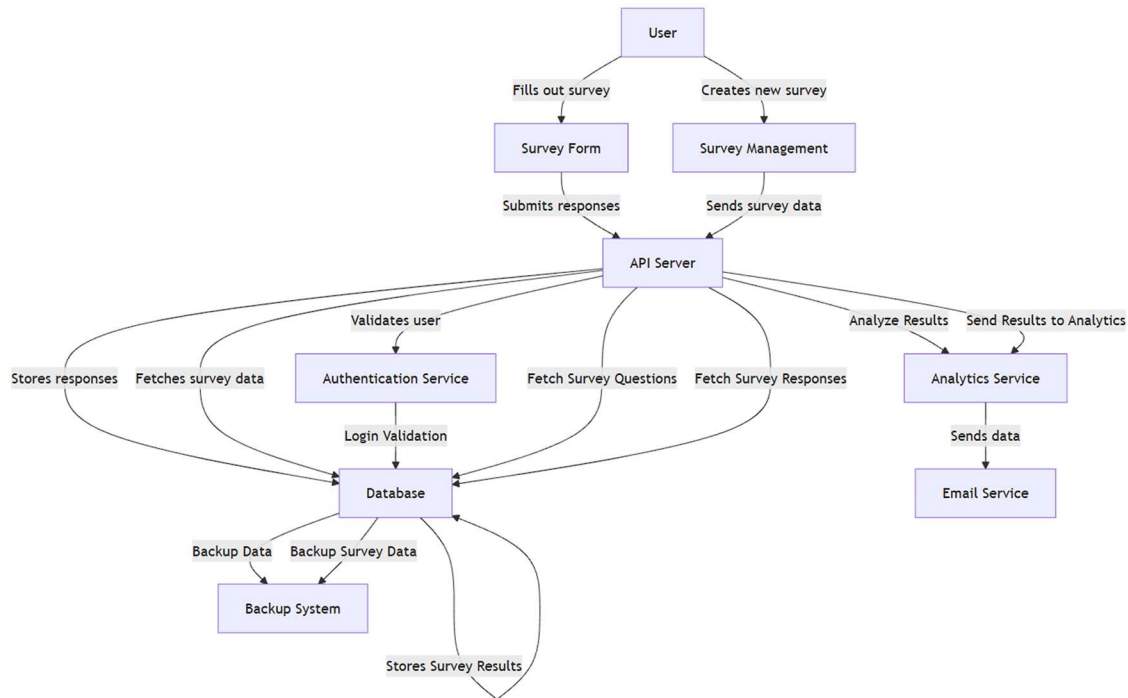 User
Fills out survey
Creates new survey
Survey Form
Survey Management
Submits responses
Sends survey data
API Server
Validates user
Analyze Results
Send Results to Analytics
Stores responses
Fetches survey data
Authentication Service
Fetch Survey Questions
Fetch Survey Responses
Analytics Service
Login Validation
Sends data
Database
Email Service
Backup Data
Backup Survey Data
Backup System
Stores Survey Results